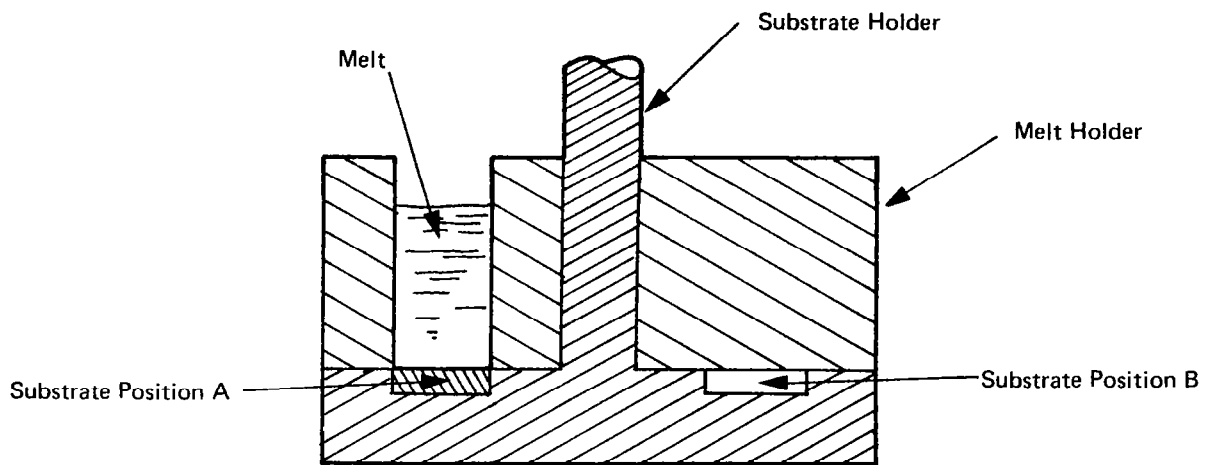 Substrate Holder
Melt
Melt Holder
Substrate Position A
Substrate Position B